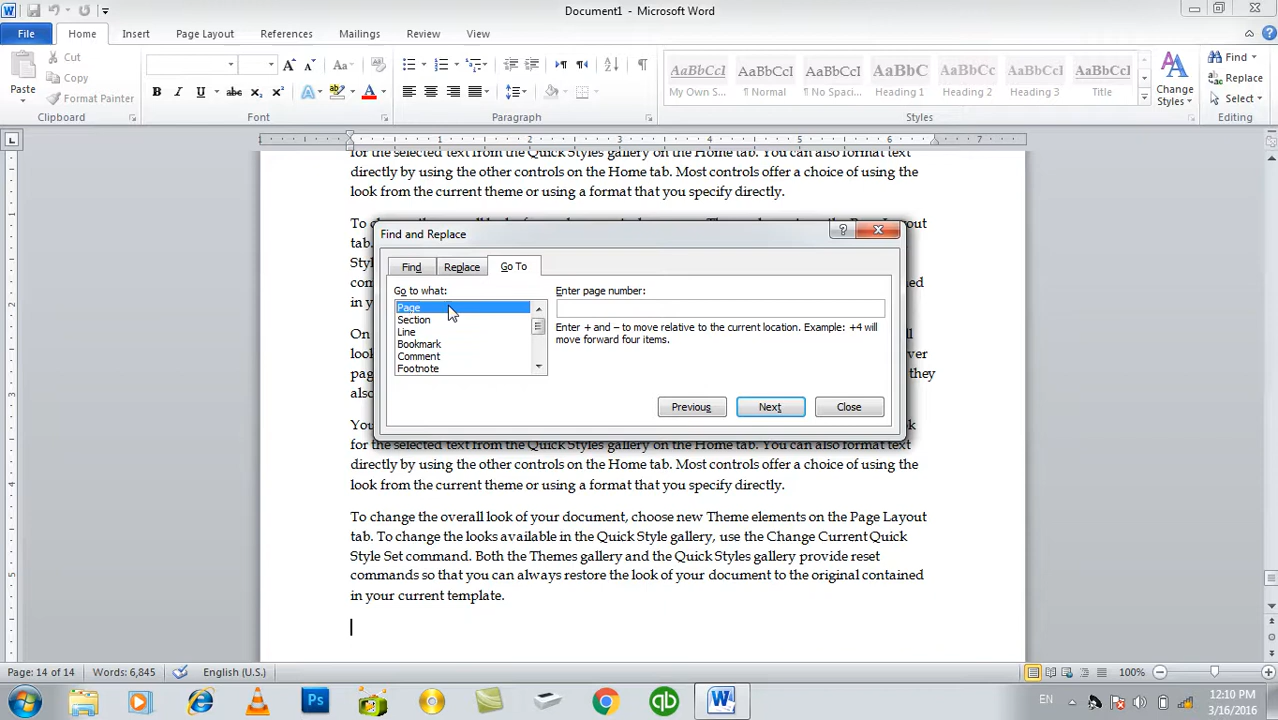 Document1 - Microsoft Word
File Home Insert Page Layout References Mailings Review View
Paste
Cut
Copy
Format Painter
Clipboard
Font
Paragraph
AaBbCcI AaBbCcI AaBbCcI AaBbC AaBbCcI AaBbCcI AaBbCcI
My Own S... ¶ Normal ¶ No Spaci... Heading 1 Heading 2 Heading 3 Title
Change
Styles
Styles
Find
Replace
Select
Editing
1 2 3 4 5 6 7
for the selected text from the Quick Styles gallery on the Home tab. You can also format text
directly by using the other controls on the Home tab. Most controls offer a choice of using the
look from the current theme or using a format that you specify directly.
Find and Replace
Find Replace Go To
Go to what:
Page
Section
Line
Bookmark
Comment
Footnote
Enter page number:
Enter + and – to move relative to the current location. Example: +4 will
move forward four items.
Previous Next Close
for the selected text from the Quick Styles gallery on the Home tab. You can also format text
directly by using the other controls on the Home tab. Most controls offer a choice of using the
look from the current theme or using a format that you specify directly.
To change the overall look of your document, choose new Theme elements on the Page Layout
tab. To change the looks available in the Quick Style gallery, use the Change Current Quick
Style Set command. Both the Themes gallery and the Quick Styles gallery provide reset
commands so that you can always restore the look of your document to the original contained
in your current template.
Page: 14 of 14 Words: 6,845 English (U.S.) 100%
EN
12:10 PM
3/16/2016